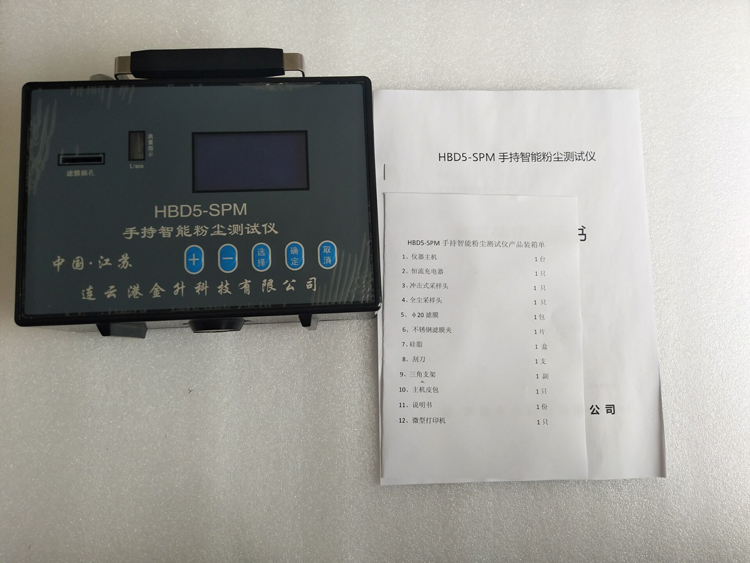 滤膜插孔
L/min
HBD5-SPM
手持智能粉尘测试仪
+
−
选择
确定
取消
中国·江苏
连云港金升科技有限公司
HBD5-SPM 手持智能粉尘测试仪
书
公司
HBD5-SPM 手持智能粉尘测试仪产品装箱单
1、仪器主机 1台
2、恒流充电器 1只
3、冲击式采样头 1只
4、全尘采样头 1只
5、φ20 滤膜 1包
6、不锈钢滤膜夹 1片
7、硅脂 1盒
8、刮刀 1支
9、三角支架 1副
10、主机皮包 1只
11、说明书 1份
12、微型打印机 1只